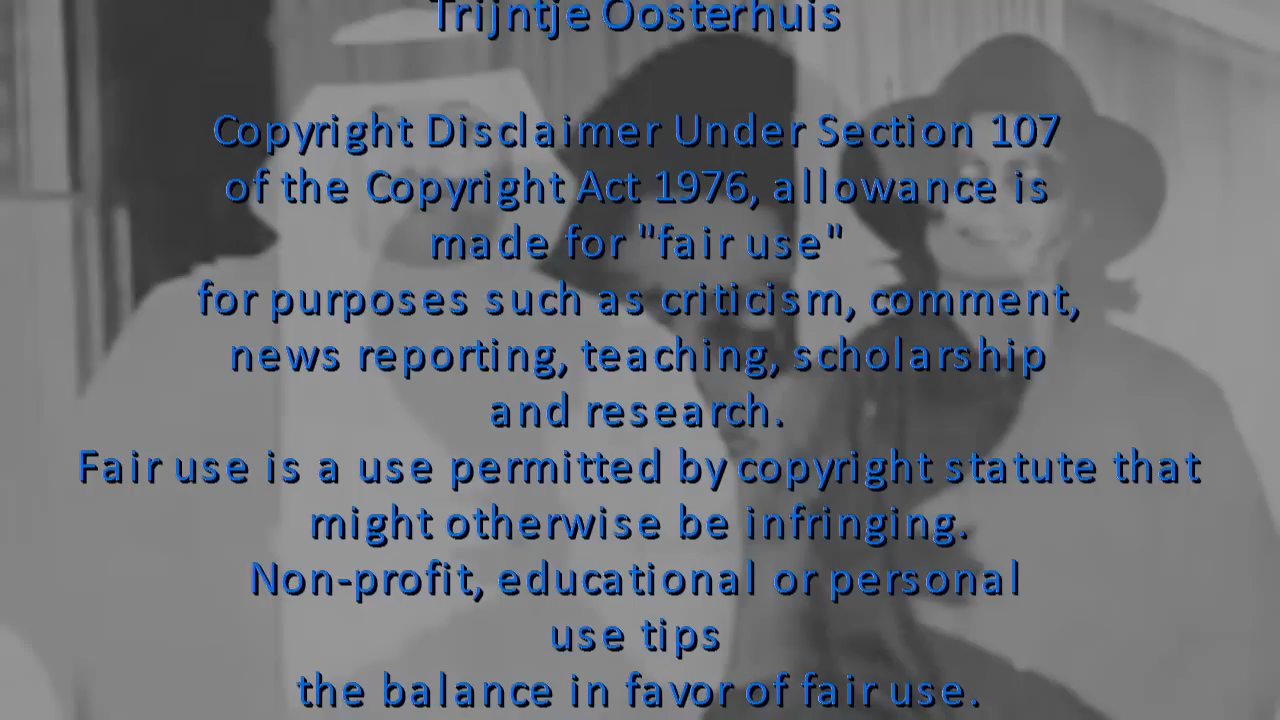 Trijntje Oosterhuis
Copyright Disclaimer Under Section 107
of the Copyright Act 1976, allowance is
made for "fair use"
for purposes such as criticism, comment,
news reporting, teaching, scholarship
and research.
Fair use is a use permitted by copyright statute that
might otherwise be infringing.
Non-profit, educational or personal
use tips
the balance in favor of fair use.